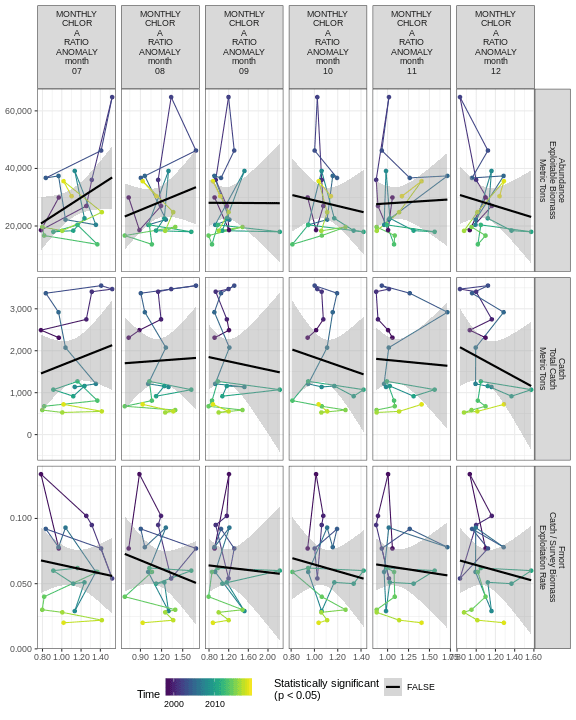 MONTHLY
CHLOR
A
RATIO
ANOMALY
month
07
MONTHLY
CHLOR
A
RATIO
ANOMALY
month
08
MONTHLY
CHLOR
A
RATIO
ANOMALY
month
09
MONTHLY
CHLOR
A
RATIO
ANOMALY
month
10
MONTHLY
CHLOR
A
RATIO
ANOMALY
month
11
MONTHLY
CHLOR
A
RATIO
ANOMALY
month
12
60,000
40,000
20,000
Abundance
Exploitable Biomass
Metric Tons
3,000
2,000
1,000
0
Catch
Total Catch
Metric Tons
0.100
0.050
0.000
Fmort
Catch / Survey Biomass
Exploitation Rate
0.80 1.00 1.20 1.40
0.90 1.20 1.50
0.80 1.20 1.60 2.00
0.80 1.00 1.20 1.40
1.00 1.25 1.50
1.00 1.20 1.40 1.60
Time
2000 2010
Statistically significant
(p < 0.05)
FALSE